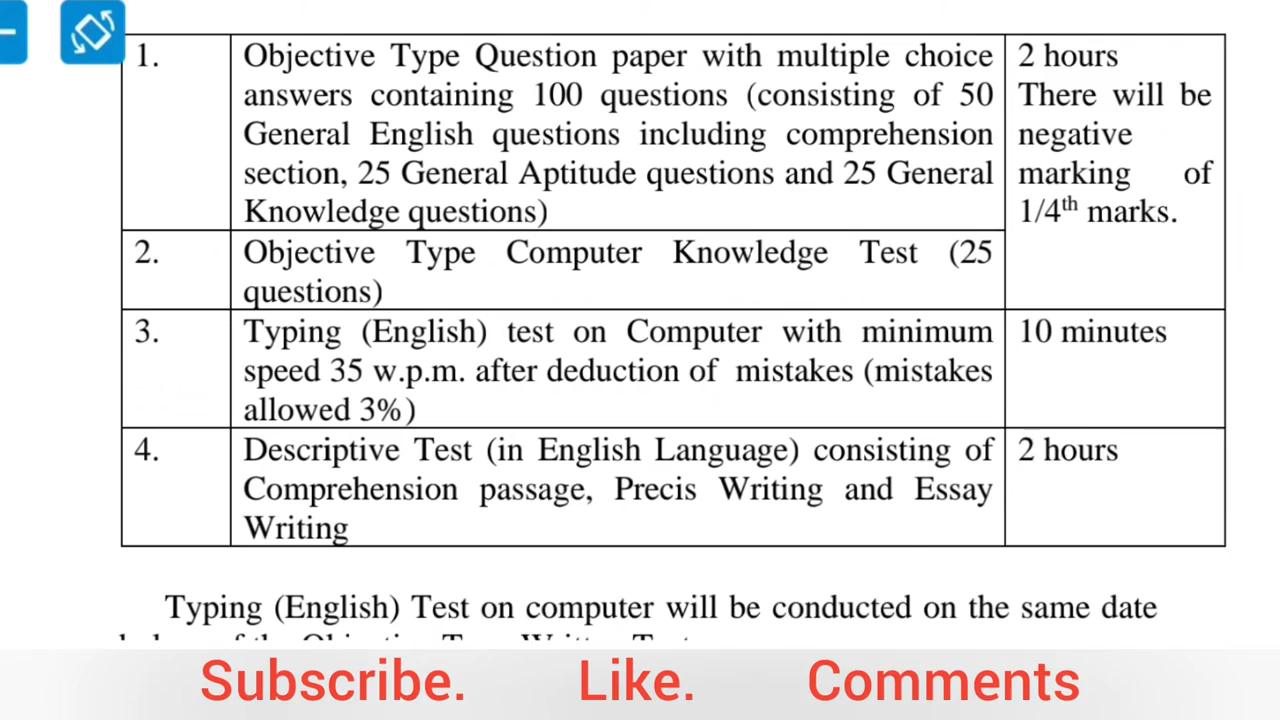 1.
Objective Type Question paper with multiple choice
answers containing 100 questions (consisting of 50
General English questions including comprehension
section, 25 General Aptitude questions and 25 General
Knowledge questions)
2 hours
There will be
negative
marking of
1/4th marks.
2.
Objective Type Computer Knowledge Test (25
questions)
3.
Typing (English) test on Computer with minimum
speed 35 w.p.m. after deduction of mistakes (mistakes
allowed 3%)
10 minutes
4.
Descriptive Test (in English Language) consisting of
Comprehension passage, Precis Writing and Essay
Writing
2 hours
Typing (English) Test on computer will be conducted on the same date
Subscribe. Like. Comments